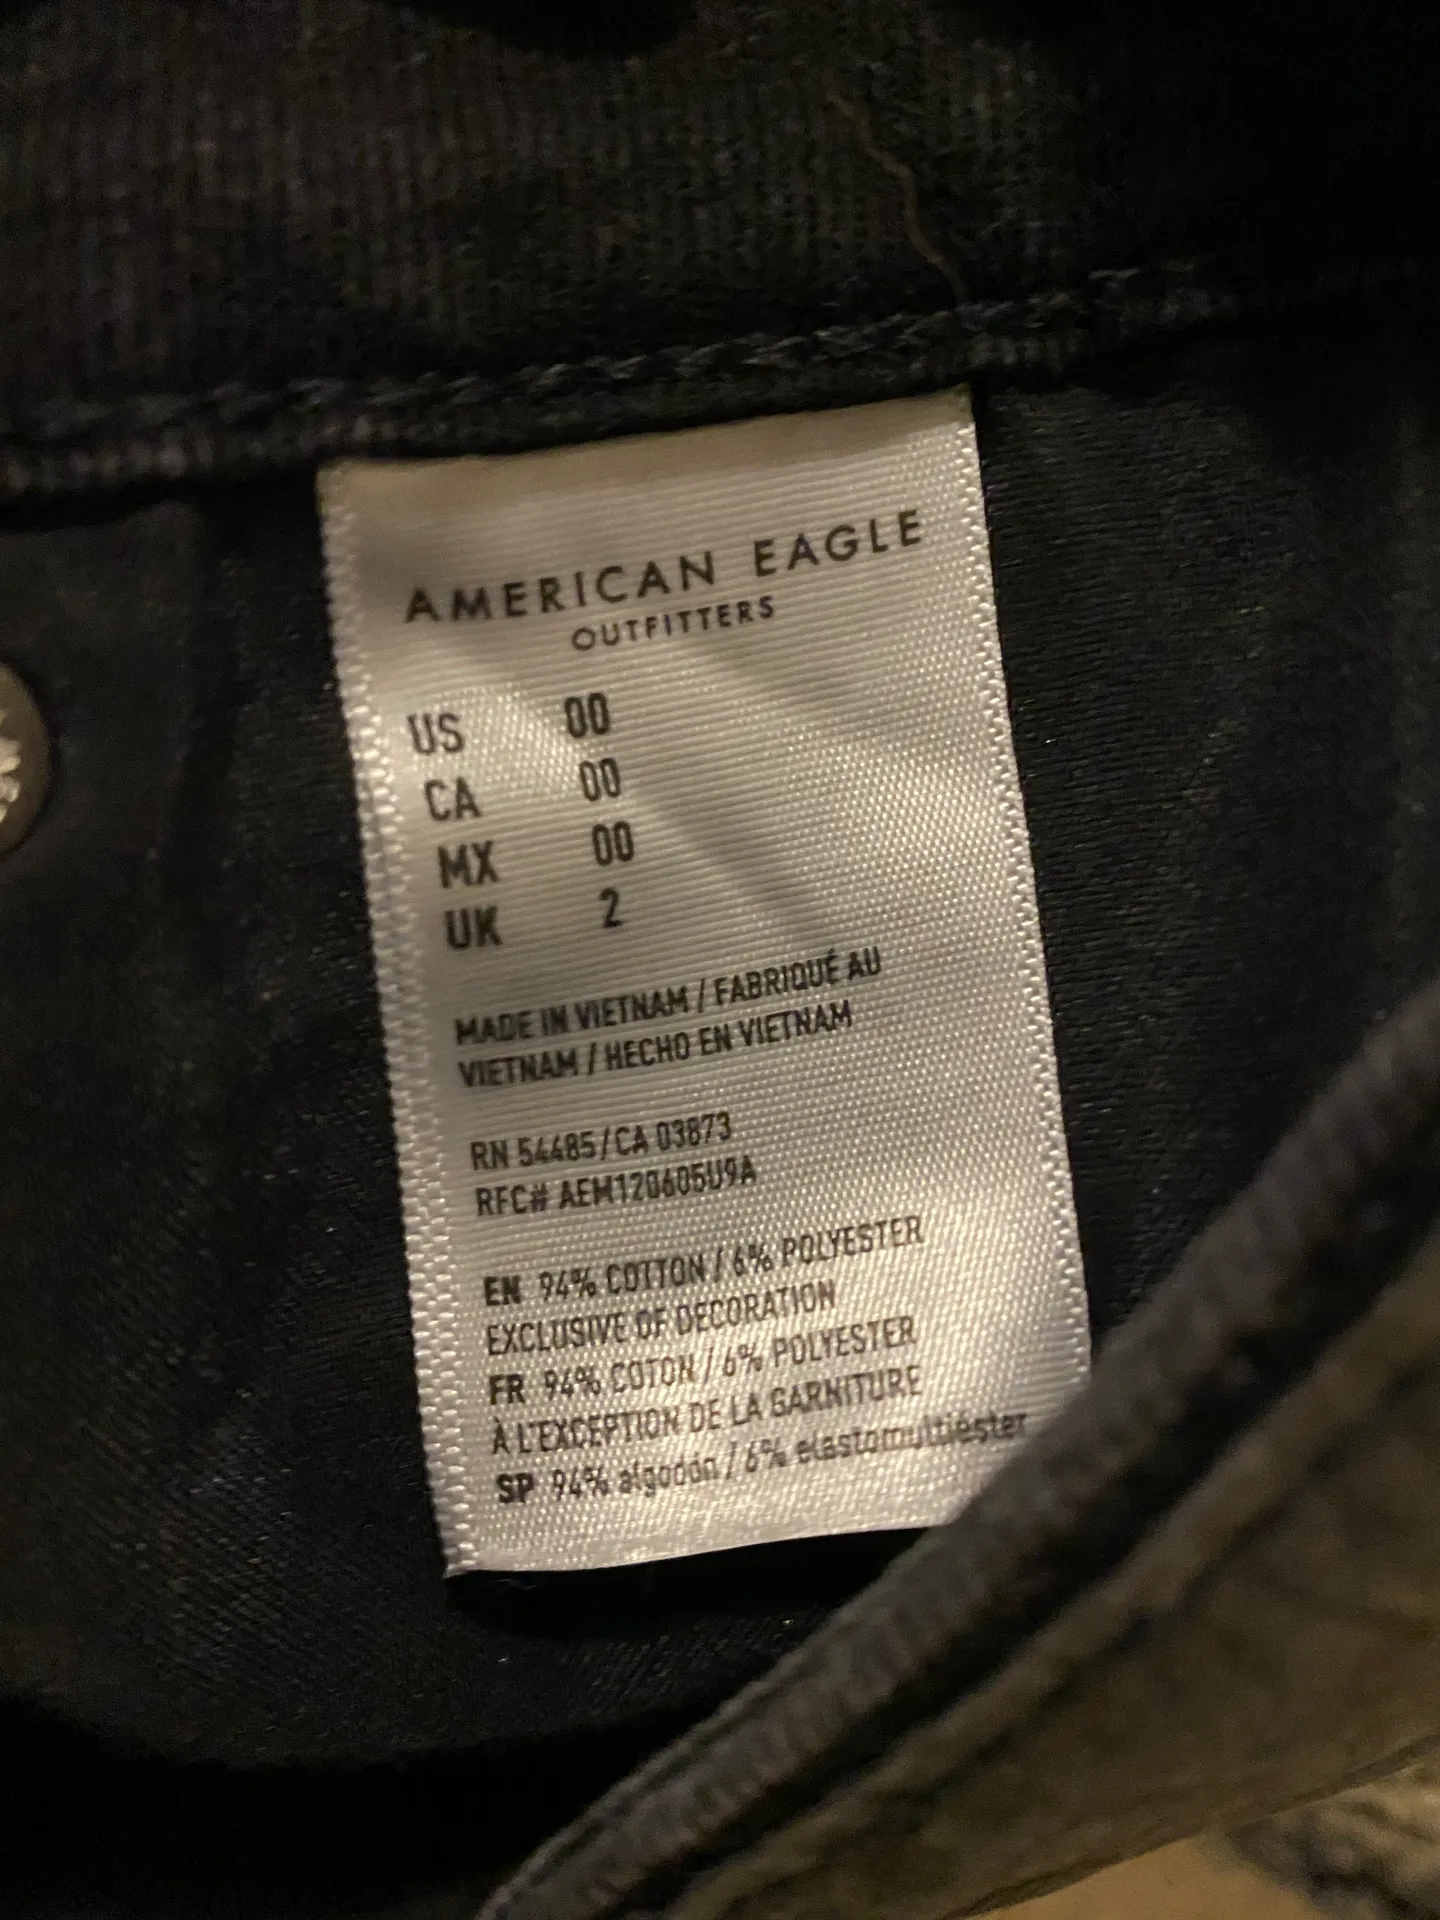 AMERICAN EAGLE
OUTFITTERS
US 00
CA 00
MX 00
UK 2
MADE IN VIETNAM / FABRIQUÉ AU
VIETNAM / HECHO EN VIETNAM
RN 54485/CA 03873
RFC# AEM120605U9A
EN 94% COTTON / 6% POLYESTER
EXCLUSIVE OF DECORATION
FR 94% COTON / 6% POLYESTER
À L'EXCEPTION DE LA GARNITURE
SP 94% algodón / 6% elastomultiéster